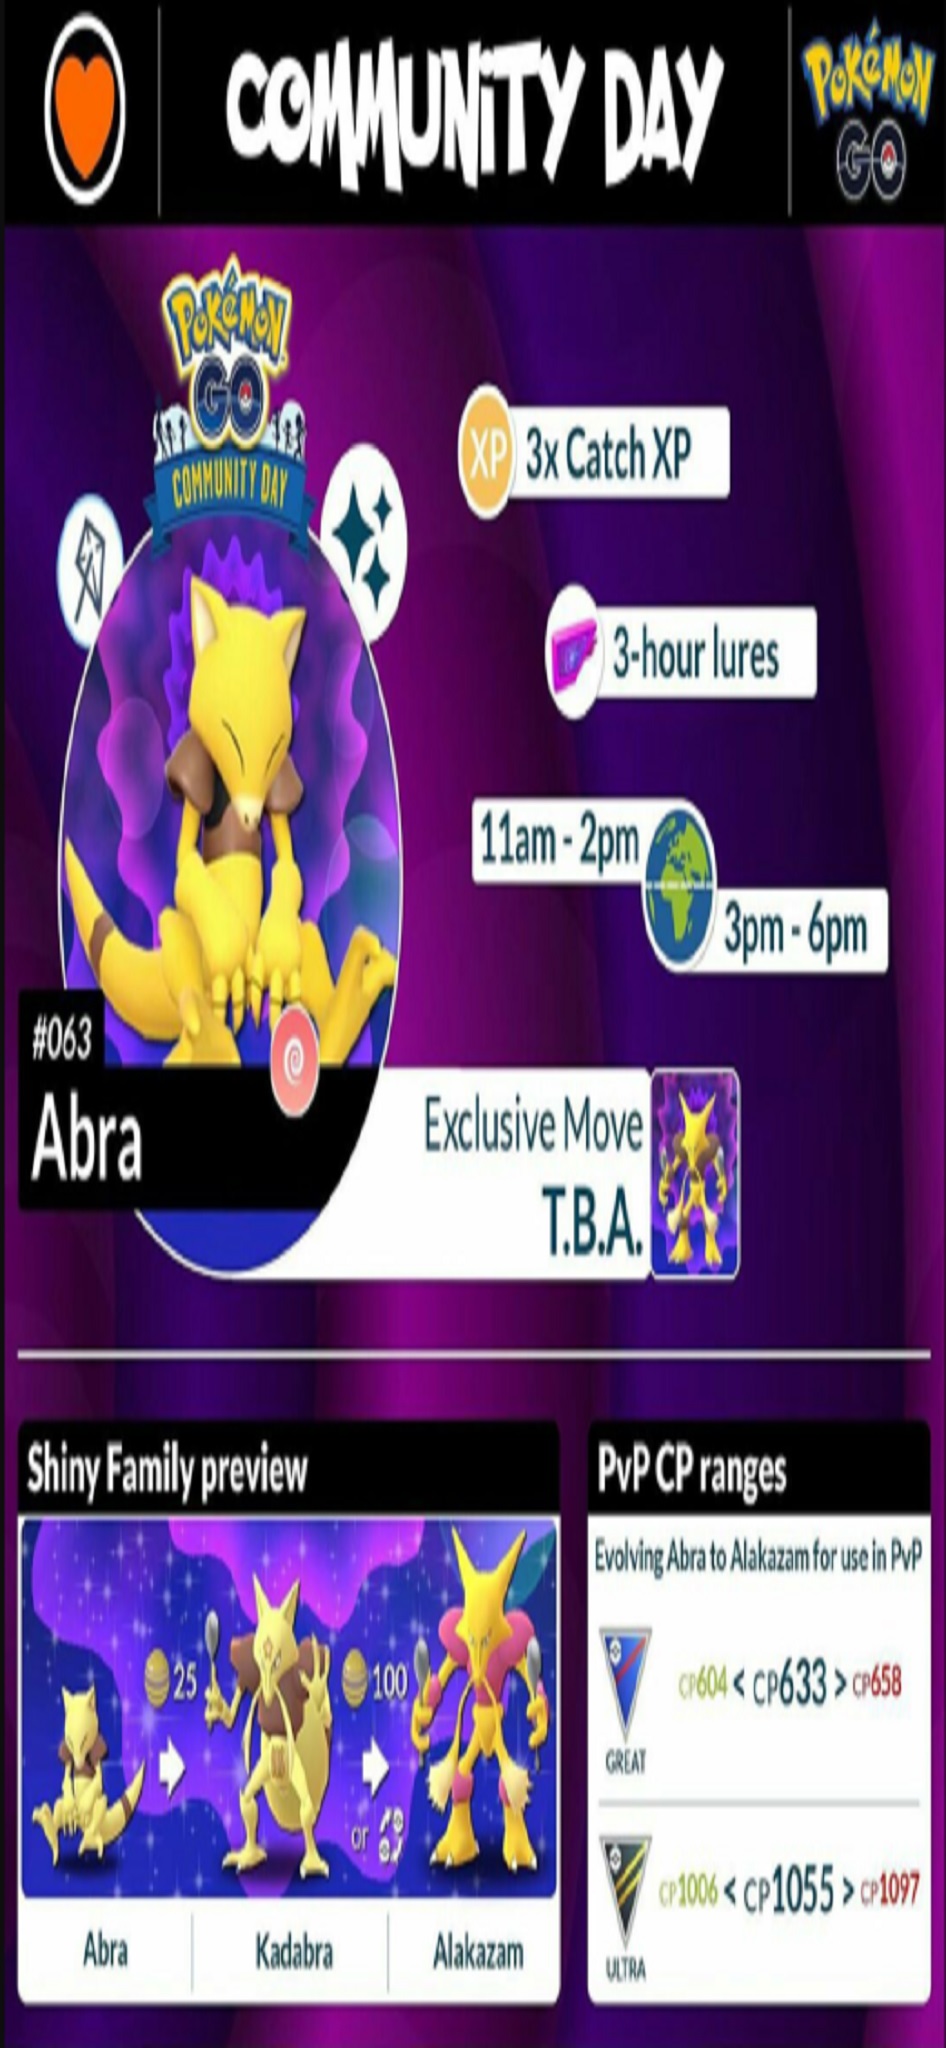 COMMUNITY DAY
POKéMON
GO
POKéMON
GO
COMMUNITY DAY
XP 3x Catch XP
3-hour lures
11am - 2pm
3pm - 6pm
#063
Abra
Exclusive Move
T.B.A.
Shiny Family preview
25
100
or
Abra
Kadabra
Alakazam
PvP CP ranges
Evolving Abra to Alakazam for use in PvP
CP604 < CP633 > CP658
GREAT
CP1006 < CP1055 > CP1097
ULTRA